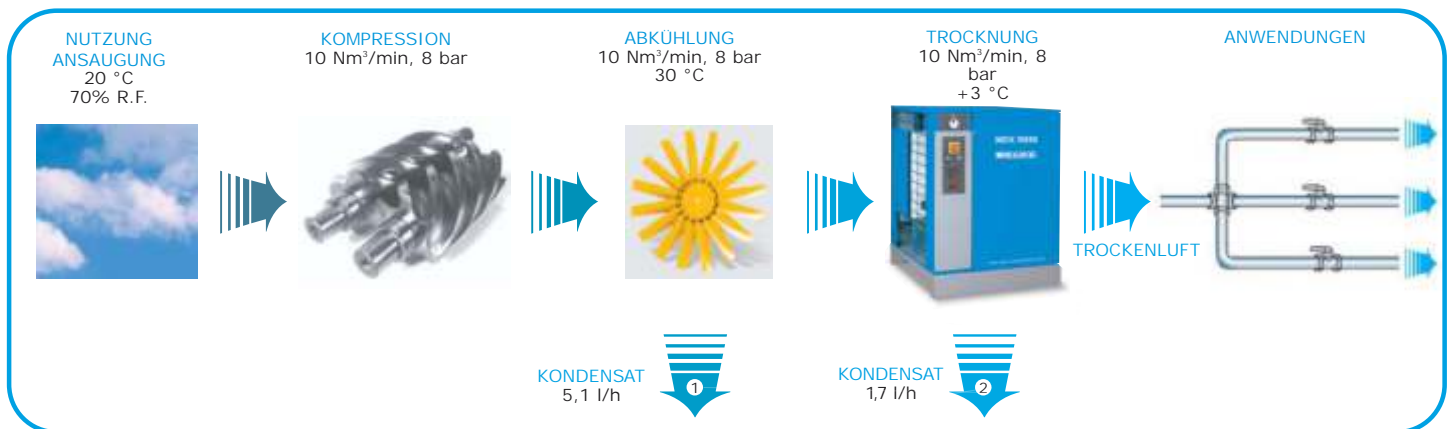 NUTZUNG
ANSAUGUNG
20 °C
70% R.F.
KOMPRESSION
10 Nm³/min, 8 bar
ABKÜHLUNG
10 Nm³/min, 8 bar
30 °C
TROCKNUNG
10 Nm³/min, 8
bar
+3 °C
ANWENDUNGEN
TROCKENLUFT
KONDENSAT
5,1 l/h
1
KONDENSAT
1,7 l/h
2